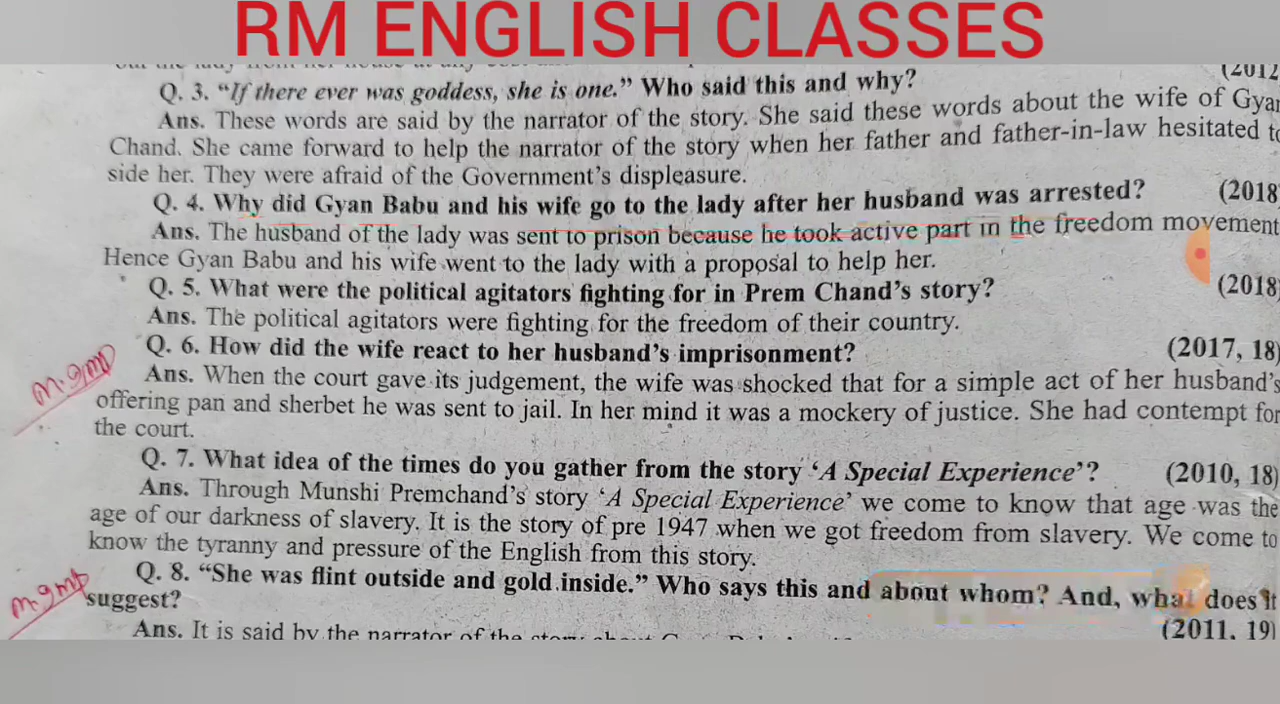 RM ENGLISH CLASSES
(2012
Q. 3. “If there ever was goddess, she is one.” Who said this and why?
Ans. These words are said by the narrator of the story. She said these words about the wife of Gyan
Chand. She came forward to help the narrator of the story when her father and father-in-law hesitated to
side her. They were afraid of the Government’s displeasure.
Q. 4. Why did Gyan Babu and his wife go to the lady after her husband was arrested? (2018
Ans. The husband of the lady was sent to prison because he took active part in the freedom movement
Hence Gyan Babu and his wife went to the lady with a proposal to help her.
Q. 5. What were the political agitators fighting for in Prem Chand’s story? (2018)
Ans. The political agitators were fighting for the freedom of their country.
Q. 6. How did the wife react to her husband’s imprisonment? (2017, 18)
Ans. When the court gave its judgement, the wife was shocked that for a simple act of her husband’s
offering pan and sherbet he was sent to jail. In her mind it was a mockery of justice. She had contempt for
the court.
Q. 7. What idea of the times do you gather from the story ‘A Special Experience’? (2010, 18)
Ans. Through Munshi Premchand’s story ‘A Special Experience’ we come to know that age was the
age of our darkness of slavery. It is the story of pre 1947 when we got freedom from slavery. We come to
know the tyranny and pressure of the English from this story.
Q. 8. “She was flint outside and gold inside.” Who says this and about whom? And, what does it
suggest? (2011, 19)
Ans. It is said by the narrator of the story about